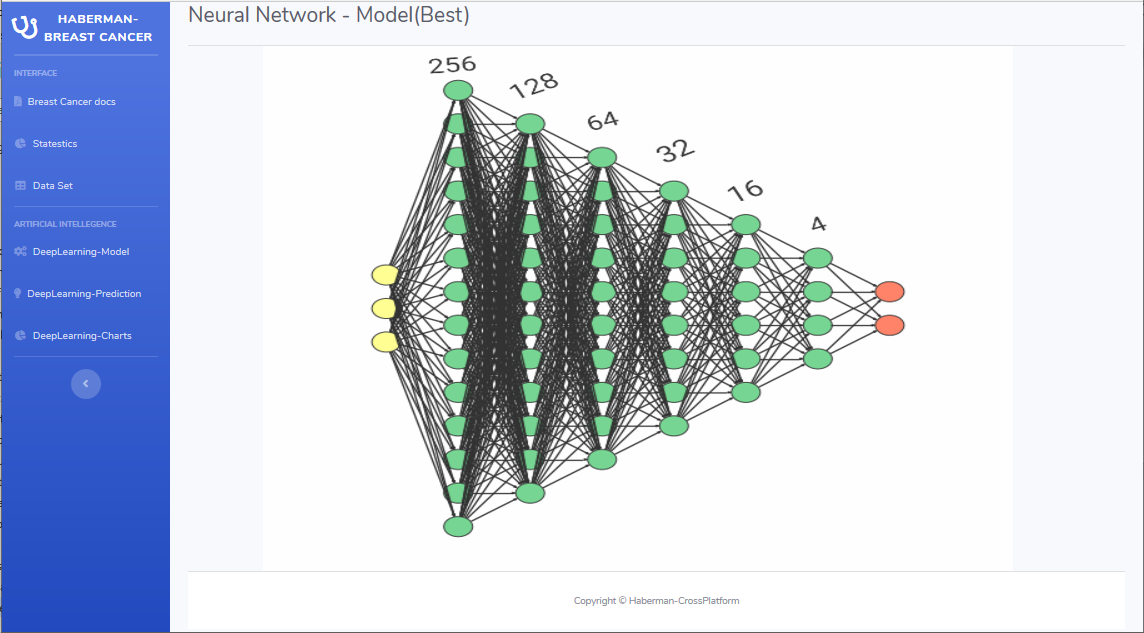 HABERMAN-
BREAST CANCER
INTERFACE
Breast Cancer docs
Statestics
Data Set
ARTIFICIAL INTELLEGENCE
DeepLearning-Model
DeepLearning-Prediction
DeepLearning-Charts
Neural Network - Model(Best)
256
128
64
32
16
4
Copyright © Haberman-CrossPlatform